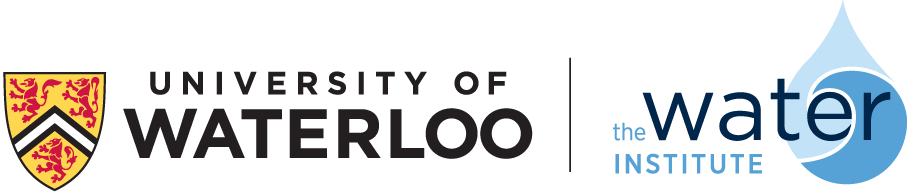 UNIVERSITY OF
WATERLOO
the water
INSTITUTE